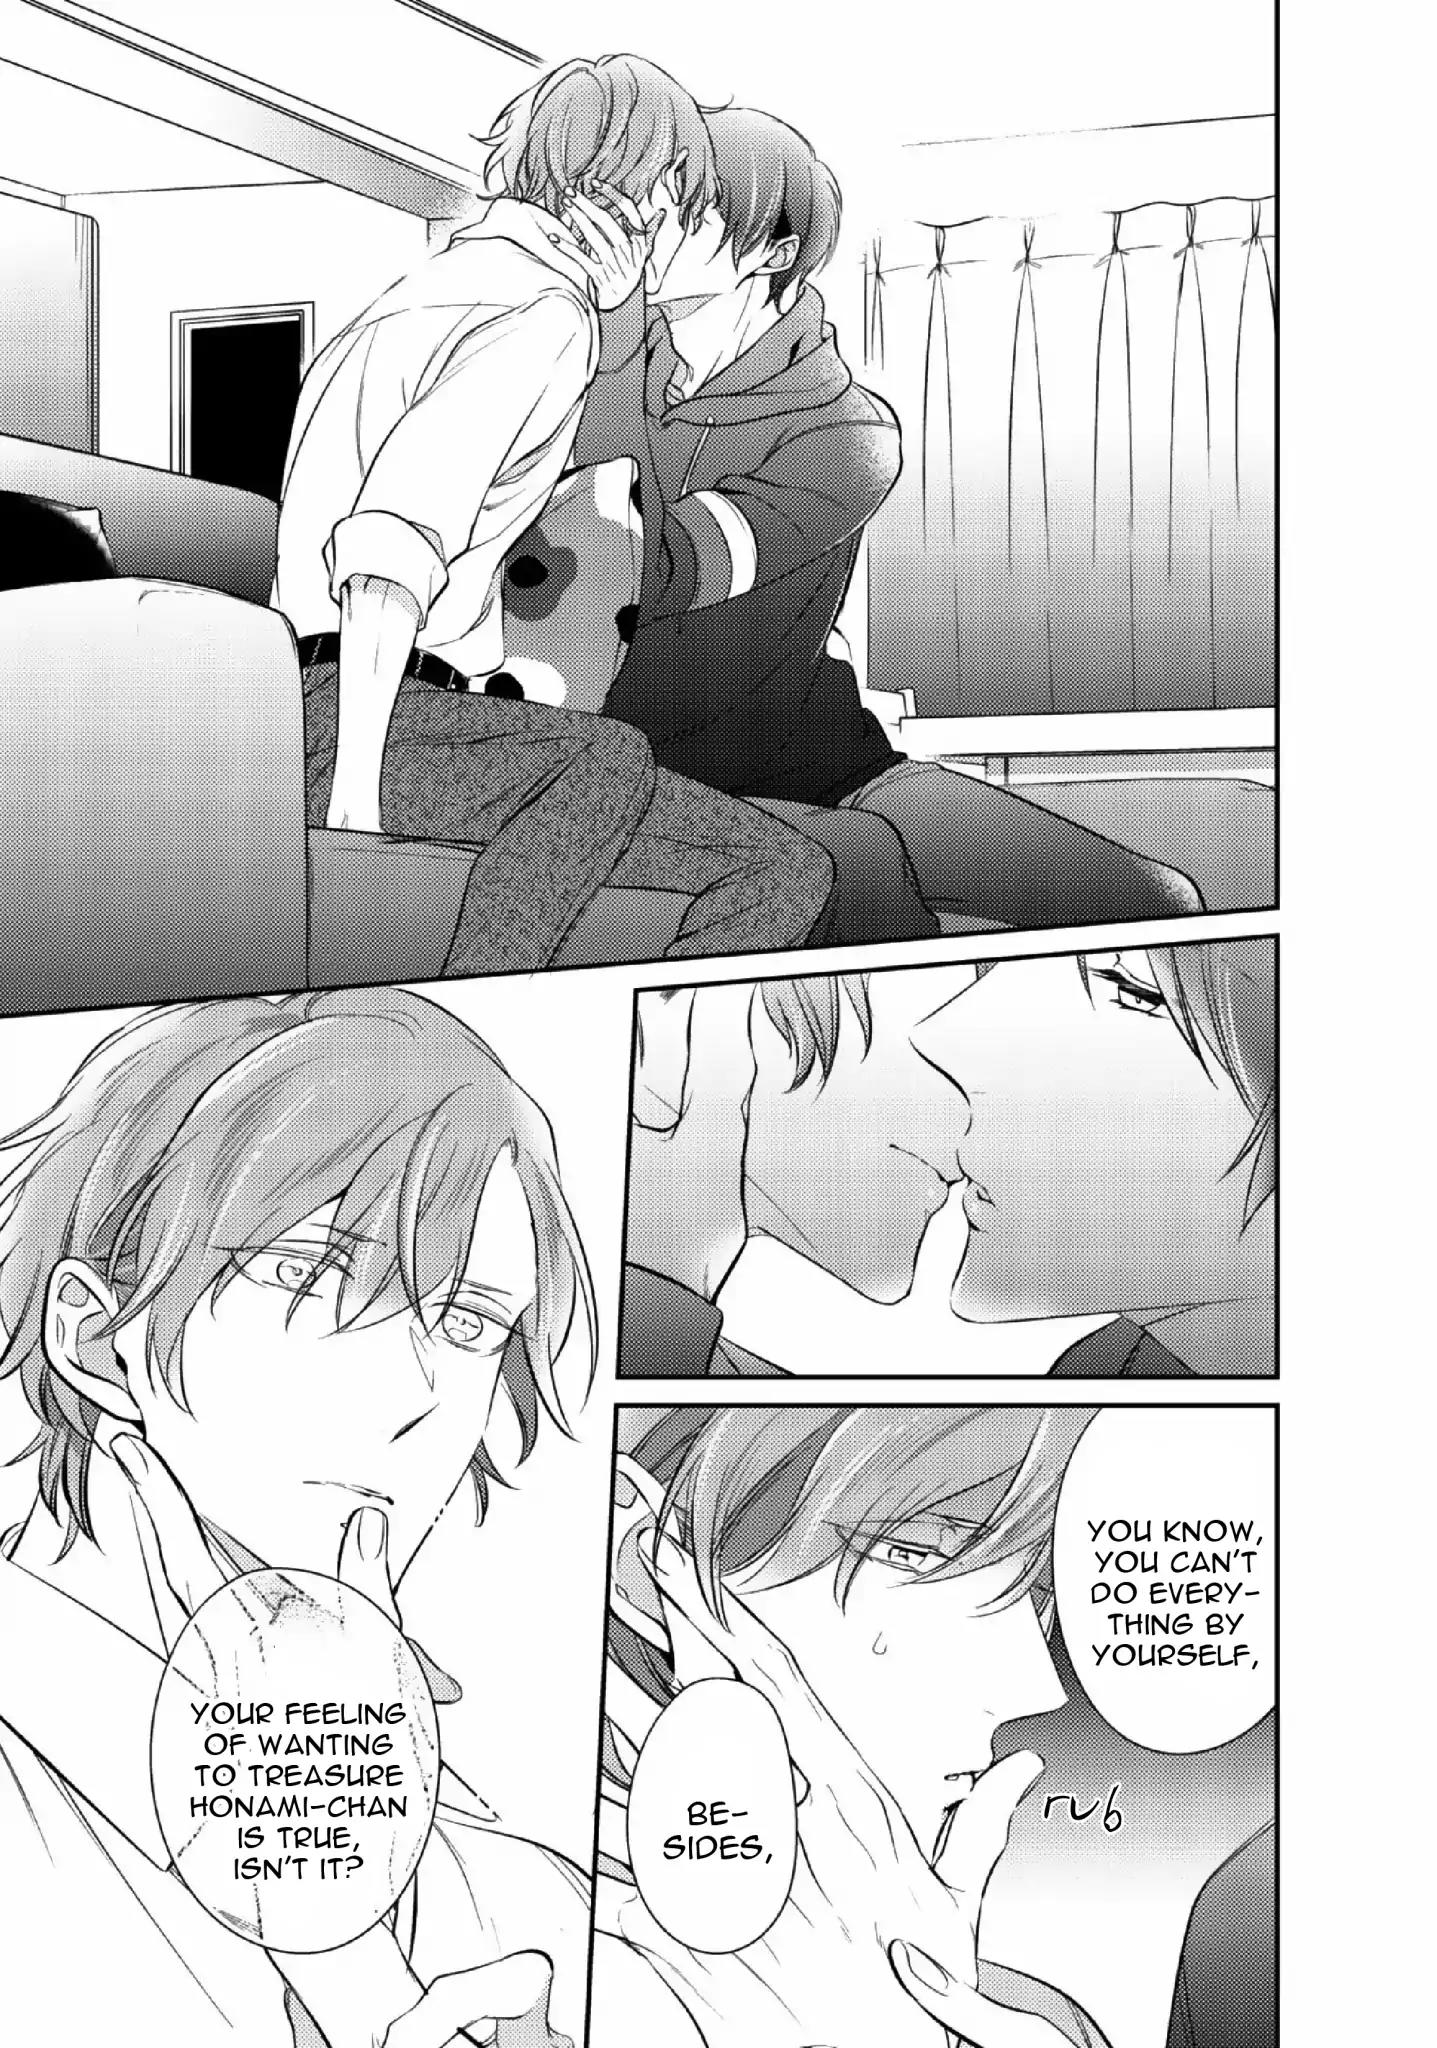 YOU KNOW,
YOU CAN'T
DO EVERY-
THING BY
YOURSELF,
rub
BE-
SIDES,
YOUR FEELING
OF WANTING
TO TREASURE
HONAMI-CHAN
IS TRUE,
ISN'T IT?